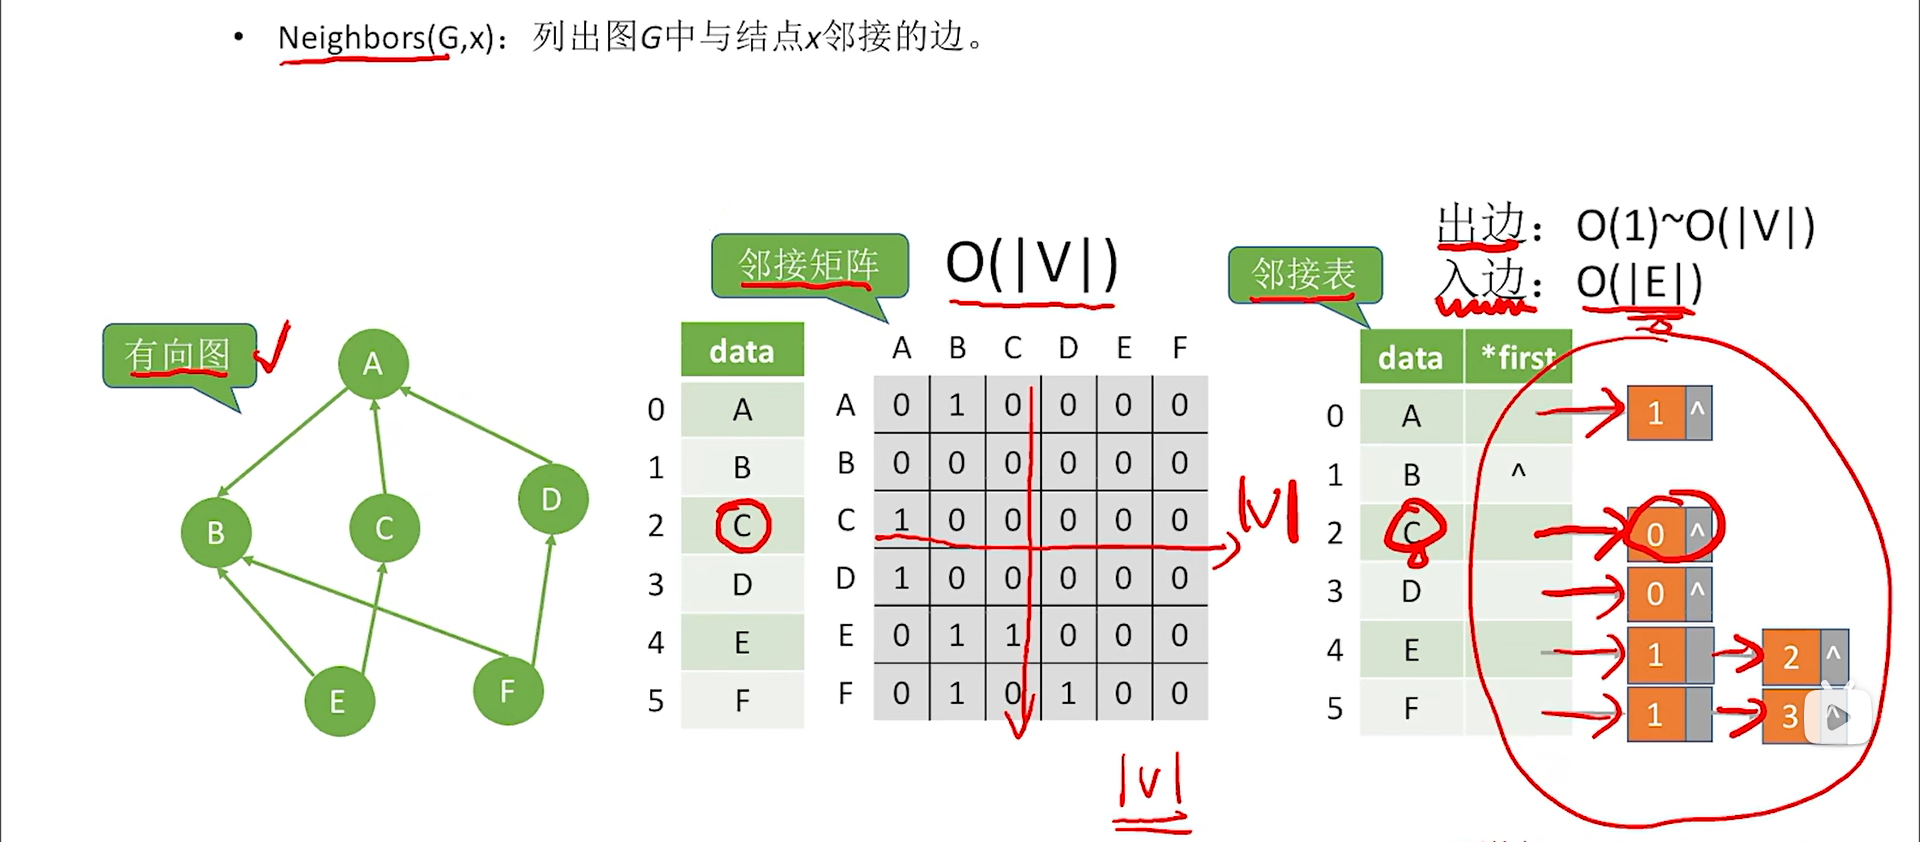 • Neighbors(G,x)：列出图G中与结点x邻接的边。
出边：O(1)~O(|V|)
入边：O(|E|)
有向图
A
B
C
D
E
F
邻接矩阵
O(|V|)
data
0 A
1 B
2 C
3 D
4 E
5 F
A B C D E F
A 0 1 0 0 0 0
B 0 0 0 0 0 0
C 1 0 0 0 0 0
D 1 0 0 0 0 0
E 0 1 1 0 0 0
F 0 1 0 1 0 0
|V|
|V|
邻接表
data *first
0 A 1 ^
1 B ^
2 C 0 ^
3 D 0 ^
4 E 1 2 ^
5 F 1 3 ^